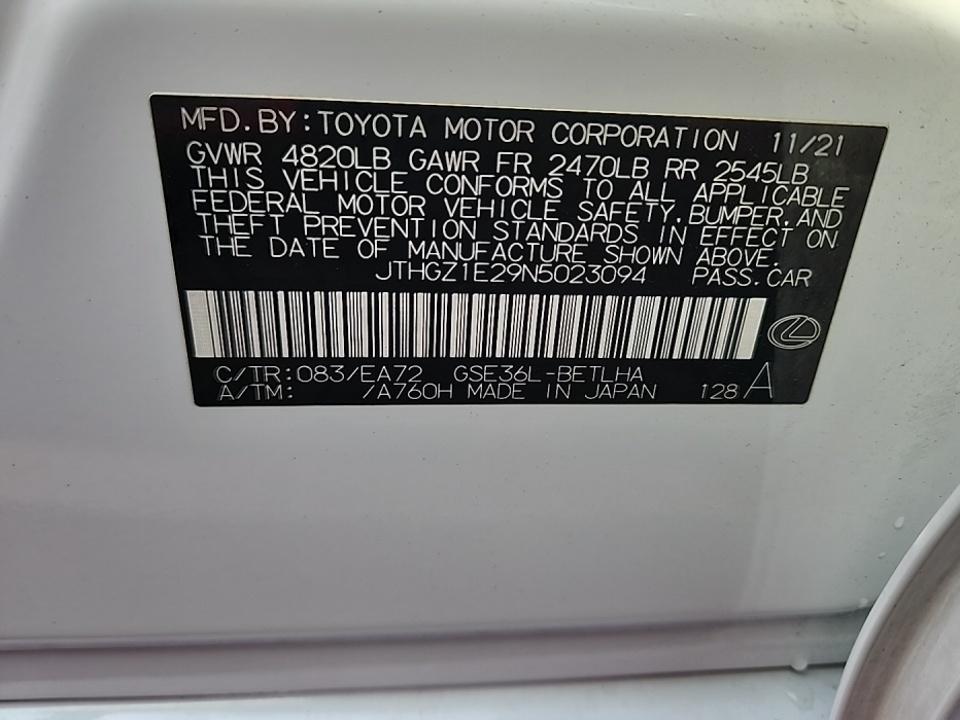 MFD.BY:TOYOTA MOTOR CORPORATION 11/21
GVWR 4820LB GAWR FR 2470LB RR 2545LB
THIS VEHICLE CONFORMS TO ALL APPLICABLE
FEDERAL MOTOR VEHICLE SAFETY,BUMPER,AND
THEFT PREVENTION STANDARDS IN EFFECT ON
THE DATE OF MANUFACTURE SHOWN ABOVE.
JTHGZ1E29N5023094 PASS.CAR
C/TR:083/EA72 GSE36L-BETLHA
A/TM: /A760H MADE IN JAPAN 128 A